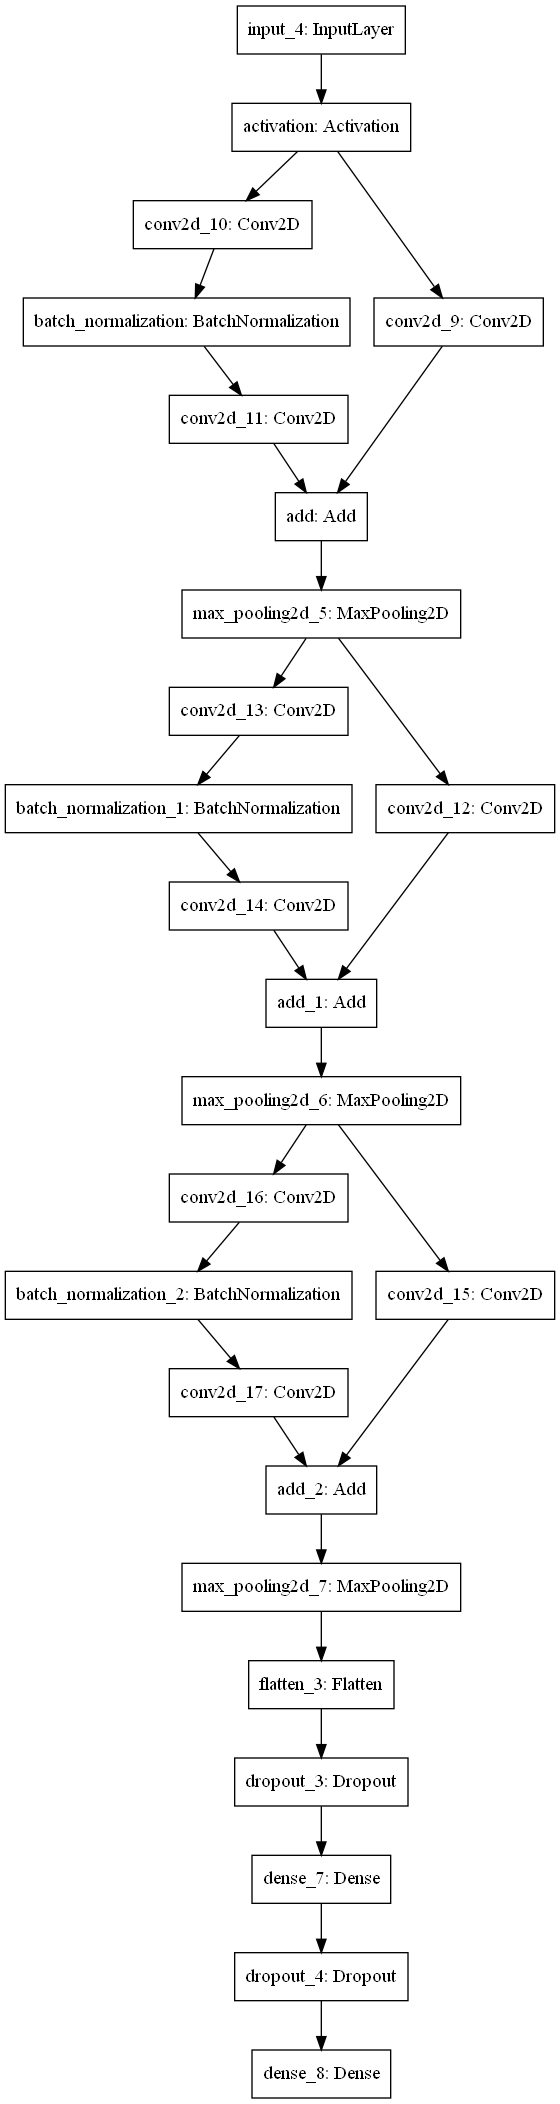 input_4: InputLayer
activation: Activation
conv2d_10: Conv2D
batch_normalization: BatchNormalization
conv2d_9: Conv2D
conv2d_11: Conv2D
add: Add
max_pooling2d_5: MaxPooling2D
conv2d_13: Conv2D
batch_normalization_1: BatchNormalization
conv2d_12: Conv2D
conv2d_14: Conv2D
add_1: Add
max_pooling2d_6: MaxPooling2D
conv2d_16: Conv2D
batch_normalization_2: BatchNormalization
conv2d_15: Conv2D
conv2d_17: Conv2D
add_2: Add
max_pooling2d_7: MaxPooling2D
flatten_3: Flatten
dropout_3: Dropout
dense_7: Dense
dropout_4: Dropout
dense_8: Dense